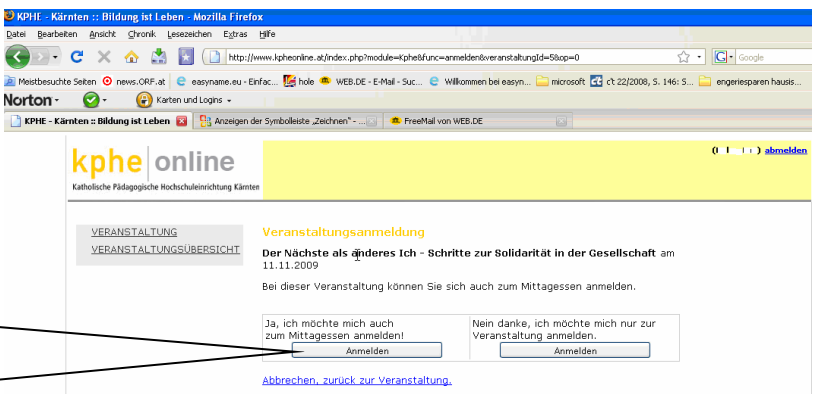 KPHE - Kärnten :: Bildung ist Leben - Mozilla Firefox
Datei Bearbeiten Ansicht Chronik Lesezeichen Extras Hilfe
http://www.kpheonline.at/index.php?module=Kphe&func=anmelden&veranstaltungId=5&op=0
G Google
Meistbesuchte Seiten news.ORF.at easyname.eu - Einfac... hole WEB.DE - E-Mail - Suc... Willkommen bei easyn... microsoft c't 22/2008, S. 146: S... engeriesparen hausis...
Norton Karten und Logins
KPHE - Kärnten :: Bildung ist Leben Anzeigen der Symbolleiste „Zeichnen" - ... FreeMail von WEB.DE
kphe online
Katholische Pädagogische Hochschuleinrichtung Kärnten
abmelden
VERANSTALTUNG
VERANSTALTUNGSÜBERSICHT
Veranstaltungsanmeldung
Der Nächste als anderes Ich - Schritte zur Solidarität in der Gesellschaft am
11.11.2009
Bei dieser Veranstaltung können Sie sich auch zum Mittagessen anmelden.
Ja, ich möchte mich auch
zum Mittagessen anmelden!
Anmelden
Nein danke, ich möchte mich nur zur
Veranstaltung anmelden.
Anmelden
Abbrechen, zurück zur Veranstaltung.